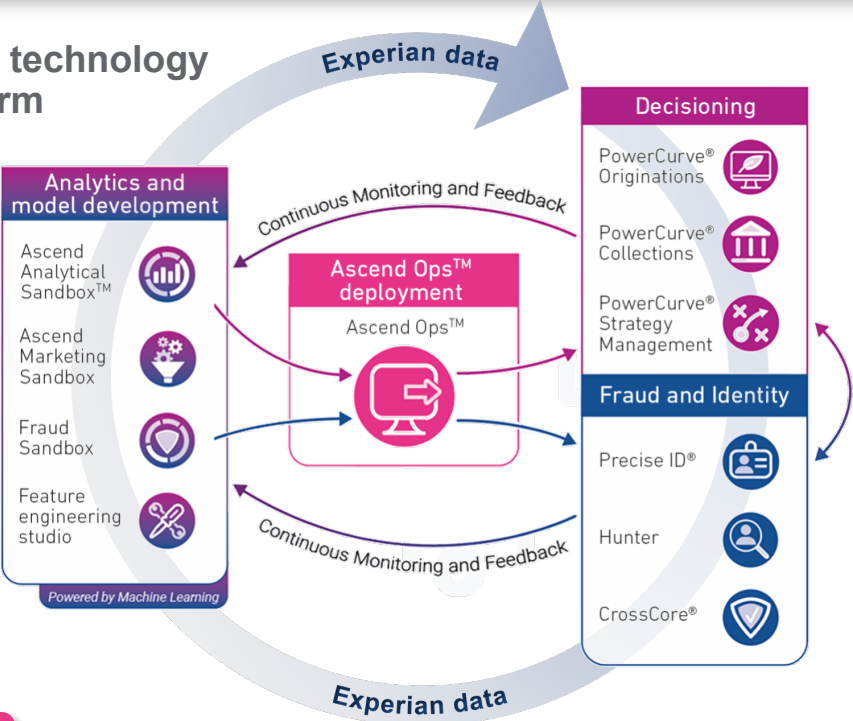 technology
rm
Experian data
Analytics and
model development
Ascend
Analytical
Sandbox™
Ascend
Marketing
Sandbox
Fraud
Sandbox
Feature
engineering
studio
Powered by Machine Learning
Continuous Monitoring and Feedback
Ascend Ops™
deployment
Ascend Ops™
Continuous Monitoring and Feedback
Decisioning
PowerCurve®
Originations
PowerCurve®
Collections
PowerCurve®
Strategy
Management
Fraud and Identity
Precise ID®
Hunter
CrossCore®
Experian data